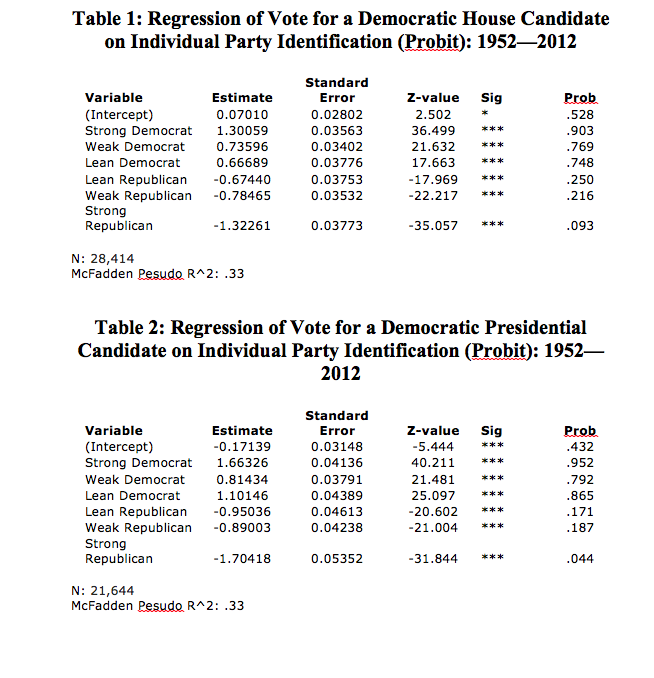 Table 1: Regression of Vote for a Democratic House Candidate
on Individual Party Identification (Probit): 1952—2012
Standard
Variable Estimate Error Z-value Sig Prob
(Intercept) 0.07010 0.02802 2.502 * .528
Strong Democrat 1.30059 0.03563 36.499 *** .903
Weak Democrat 0.73596 0.03402 21.632 *** .769
Lean Democrat 0.66689 0.03776 17.663 *** .748
Lean Republican -0.67440 0.03753 -17.969 *** .250
Weak Republican -0.78465 0.03532 -22.217 *** .216
Strong
Republican -1.32261 0.03773 -35.057 *** .093
N: 28,414
McFadden Pesudo R^2: .33
Table 2: Regression of Vote for a Democratic Presidential
Candidate on Individual Party Identification (Probit): 1952—
2012
Standard
Variable Estimate Error Z-value Sig Prob
(Intercept) -0.17139 0.03148 -5.444 *** .432
Strong Democrat 1.66326 0.04136 40.211 *** .952
Weak Democrat 0.81434 0.03791 21.481 *** .792
Lean Democrat 1.10146 0.04389 25.097 *** .865
Lean Republican -0.95036 0.04613 -20.602 *** .171
Weak Republican -0.89003 0.04238 -21.004 *** .187
Strong
Republican -1.70418 0.05352 -31.844 *** .044
N: 21,644
McFadden Pesudo R^2: .33